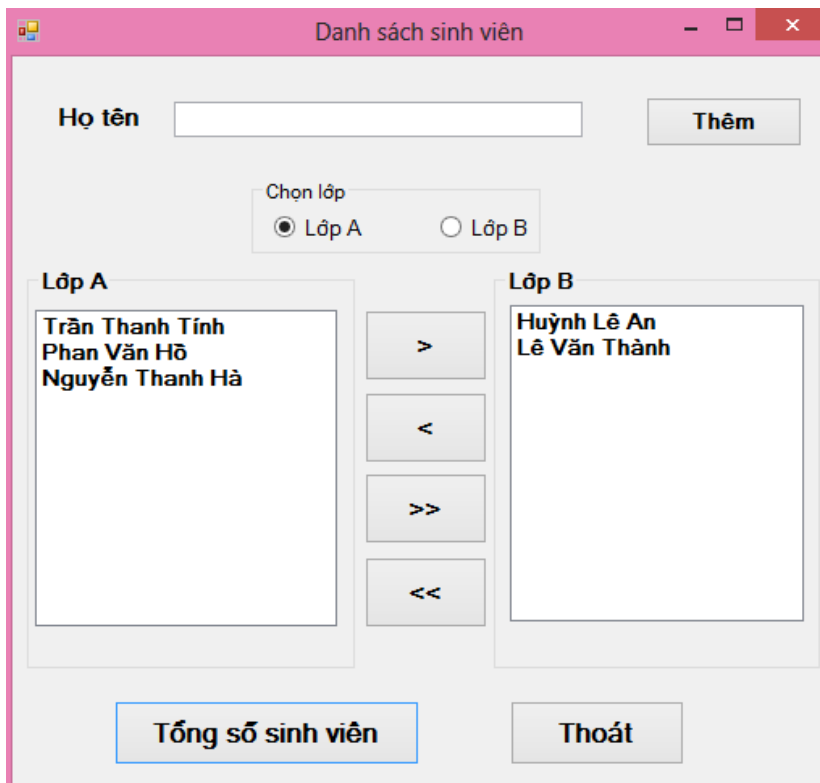 Danh sách sinh viên
Họ tên
Thêm
Chọn lớp
Lớp A
Lớp B
Lớp A
Trần Thanh Tính
Phan Văn Hồ
Nguyễn Thanh Hà
>
<
>>
<<
Lớp B
Huỳnh Lê An
Lê Văn Thành
Tổng số sinh viên
Thoát